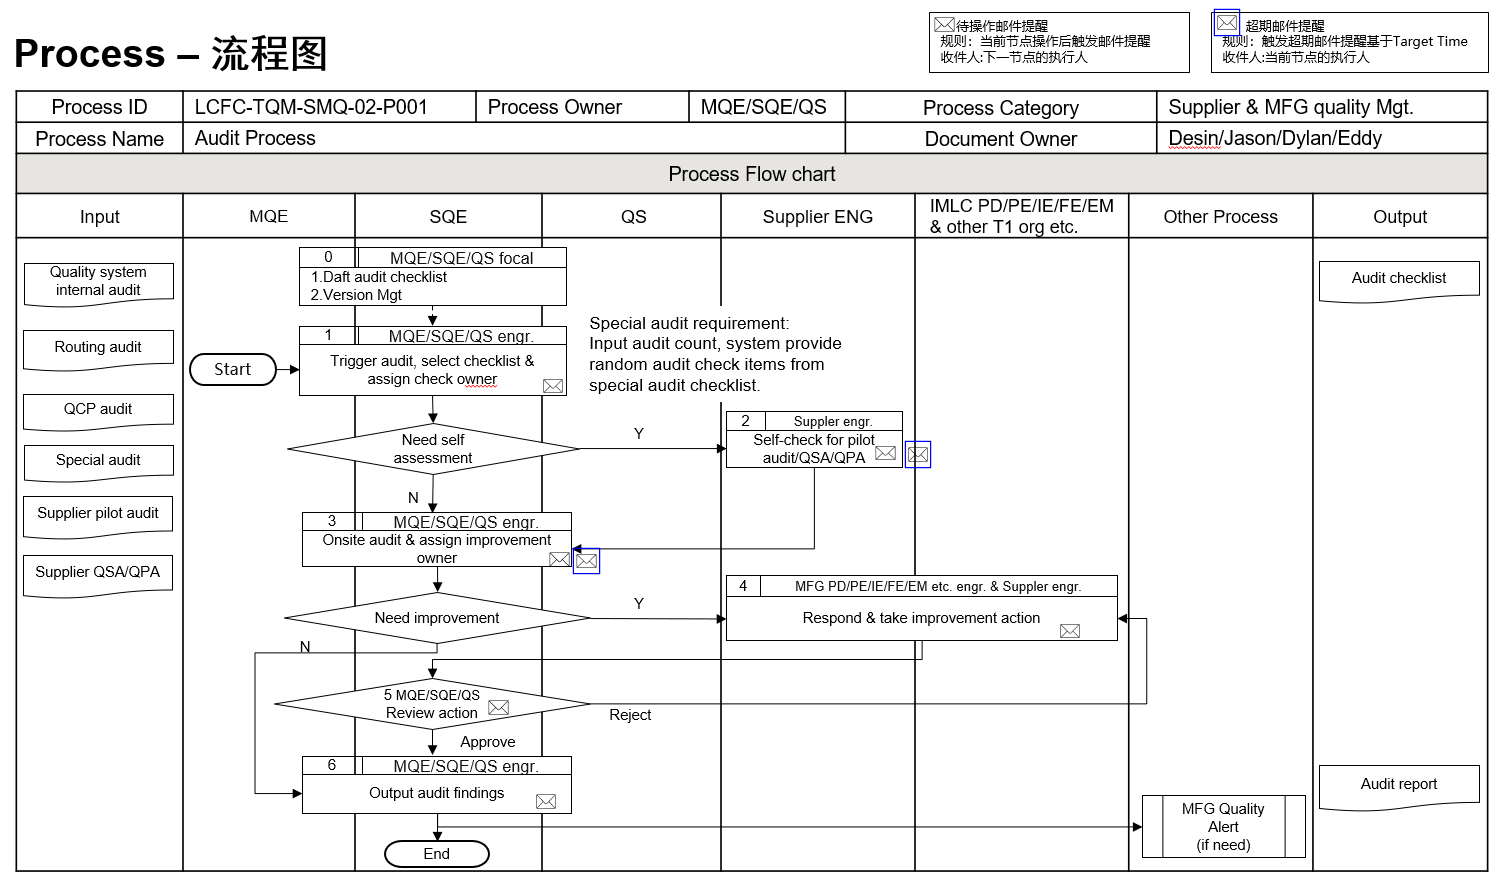 Process – 流程图
待操作邮件提醒
规则：当前节点操作后触发邮件提醒
收件人:下一节点的执行人
超期邮件提醒
规则：触发超期邮件提醒基于Target Time
收件人:当前节点的执行人
Process ID
LCFC-TQM-SMQ-02-P001
Process Owner
MQE/SQE/QS
Process Category
Supplier & MFG quality Mgt.
Process Name
Audit Process
Document Owner
Desin/Jason/Dylan/Eddy
Process Flow chart
Input
MQE
SQE
QS
Supplier ENG
IMLC PD/PE/IE/FE/EM
& other T1 org etc.
Other Process
Output
Quality system
internal audit
Routing audit
QCP audit
Special audit
Supplier pilot audit
Supplier QSA/QPA
0
MQE/SQE/QS focal
1.Daft audit checklist
2.Version Mgt
Start
1
MQE/SQE/QS engr.
Trigger audit, select checklist &
assign check owner
Special audit requirement:
Input audit count, system provide
random audit check items from
special audit checklist.
Need self
assessment
Y
N
2
Suppler engr.
Self-check for pilot
audit/QSA/QPA
3
MQE/SQE/QS engr.
Onsite audit & assign improvement
owner
Need improvement
Y
N
4
MFG PD/PE/IE/FE/EM etc. engr. & Suppler engr.
Respond & take improvement action
5 MQE/SQE/QS
Review action
Reject
Approve
6
MQE/SQE/QS engr.
Output audit findings
End
MFG Quality
Alert
(if need)
Audit checklist
Audit report